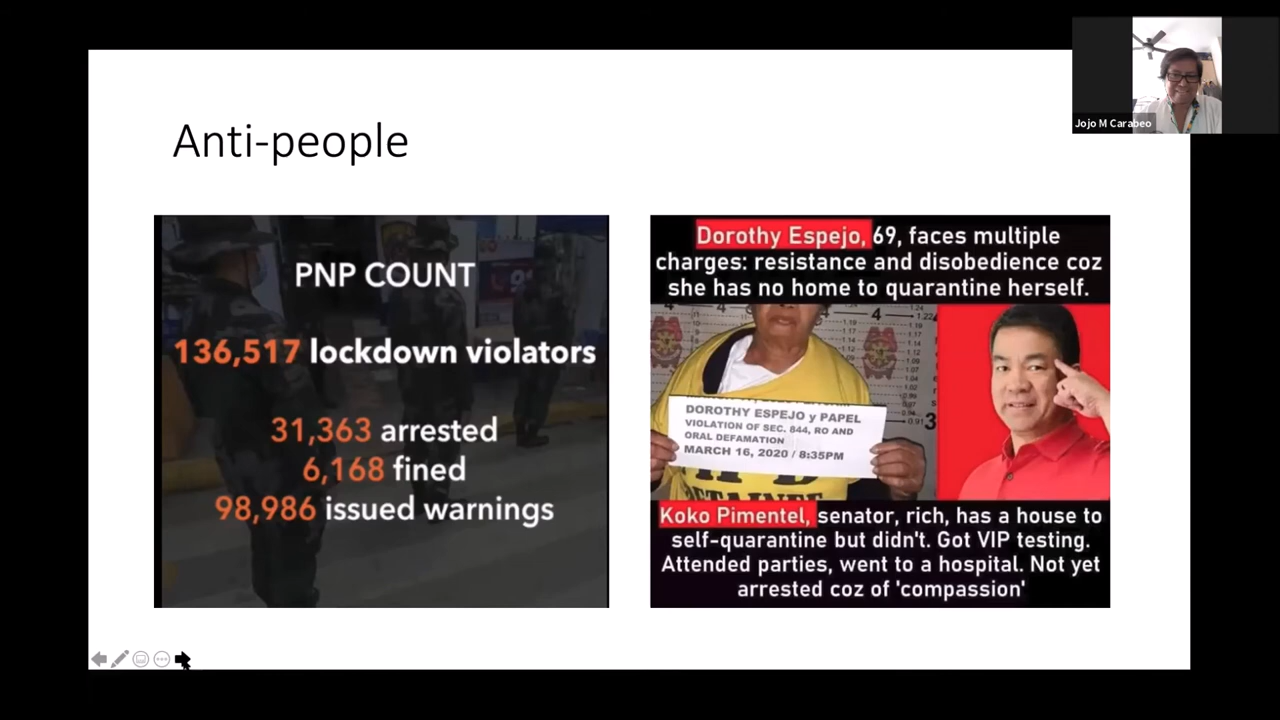 Jojo M Carabeo
Anti-people
PNP COUNT
136,517 lockdown violators
31,363 arrested
6,168 fined
98,986 issued warnings
Dorothy Espejo, 69, faces multiple
charges: resistance and disobedience coz
she has no home to quarantine herself.
DOROTHY ESPEJO y PAPEL
VIOLATION OF SEC. 844, RO AND
ORAL DEFAMATION
MARCH 16, 2020 / 8:35PM
Koko Pimentel, senator, rich, has a house to
self-quarantine but didn't. Got VIP testing.
Attended parties, went to a hospital. Not yet
arrested coz of 'compassion'